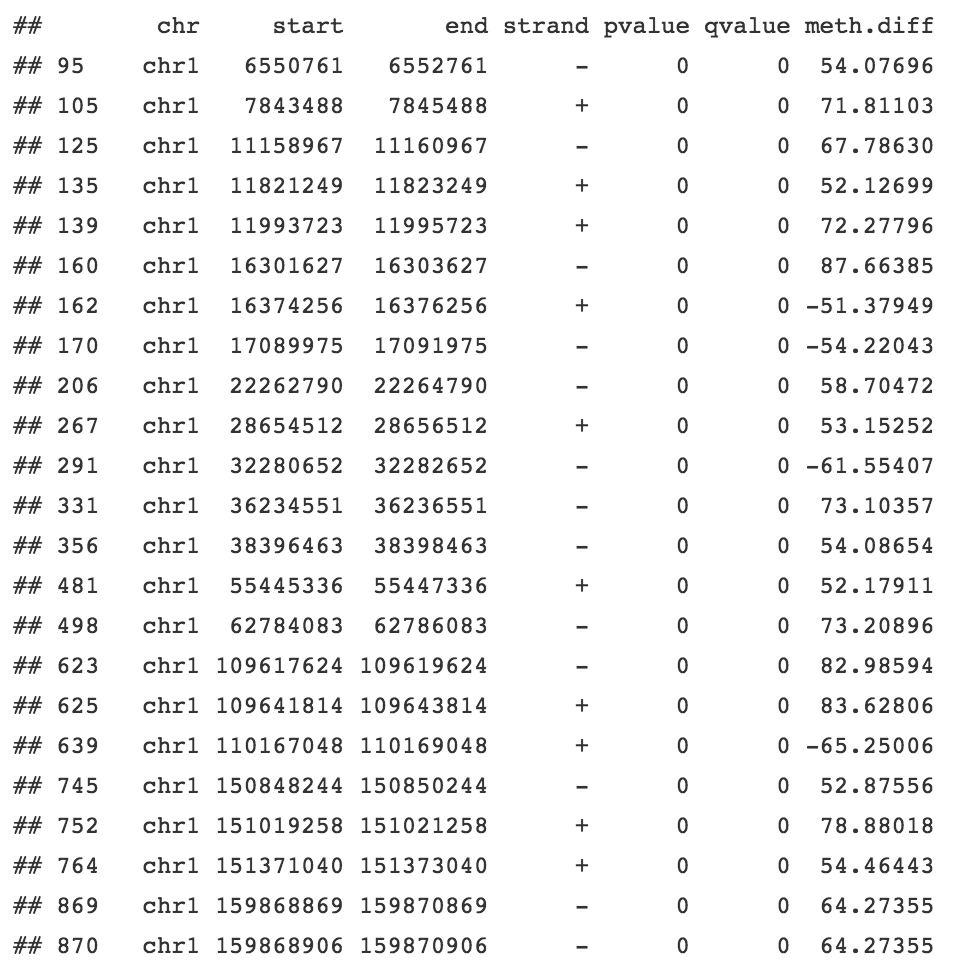 ##        chr     start       end strand pvalue qvalue meth.diff
## 95    chr1   6550761   6552761      -      0      0  54.07696
## 105   chr1   7843488   7845488      +      0      0  71.81103
## 125   chr1  11158967  11160967      -      0      0  67.78630
## 135   chr1  11821249  11823249      +      0      0  52.12699
## 139   chr1  11993723  11995723      +      0      0  72.27796
## 160   chr1  16301627  16303627      -      0      0  87.66385
## 162   chr1  16374256  16376256      +      0      0 -51.37949
## 170   chr1  17089975  17091975      -      0      0 -54.22043
## 206   chr1  22262790  22264790      -      0      0  58.70472
## 267   chr1  28654512  28656512      +      0      0  53.15252
## 291   chr1  32280652  32282652      -      0      0 -61.55407
## 331   chr1  36234551  36236551      -      0      0  73.10357
## 356   chr1  38396463  38398463      -      0      0  54.08654
## 481   chr1  55445336  55447336      +      0      0  52.17911
## 498   chr1  62784083  62786083      -      0      0  73.20896
## 623   chr1 109617624 109619624      -      0      0  82.98594
## 625   chr1 109641814 109643814      +      0      0  83.62806
## 639   chr1 110167048 110169048      +      0      0 -65.25006
## 745   chr1 150848244 150850244      -      0      0  52.87556
## 752   chr1 151019258 151021258      +      0      0  78.88018
## 764   chr1 151371040 151373040      +      0      0  54.46443
## 869   chr1 159868869 159870869      -      0      0  64.27355
## 870   chr1 159868906 159870906      -      0      0  64.27355